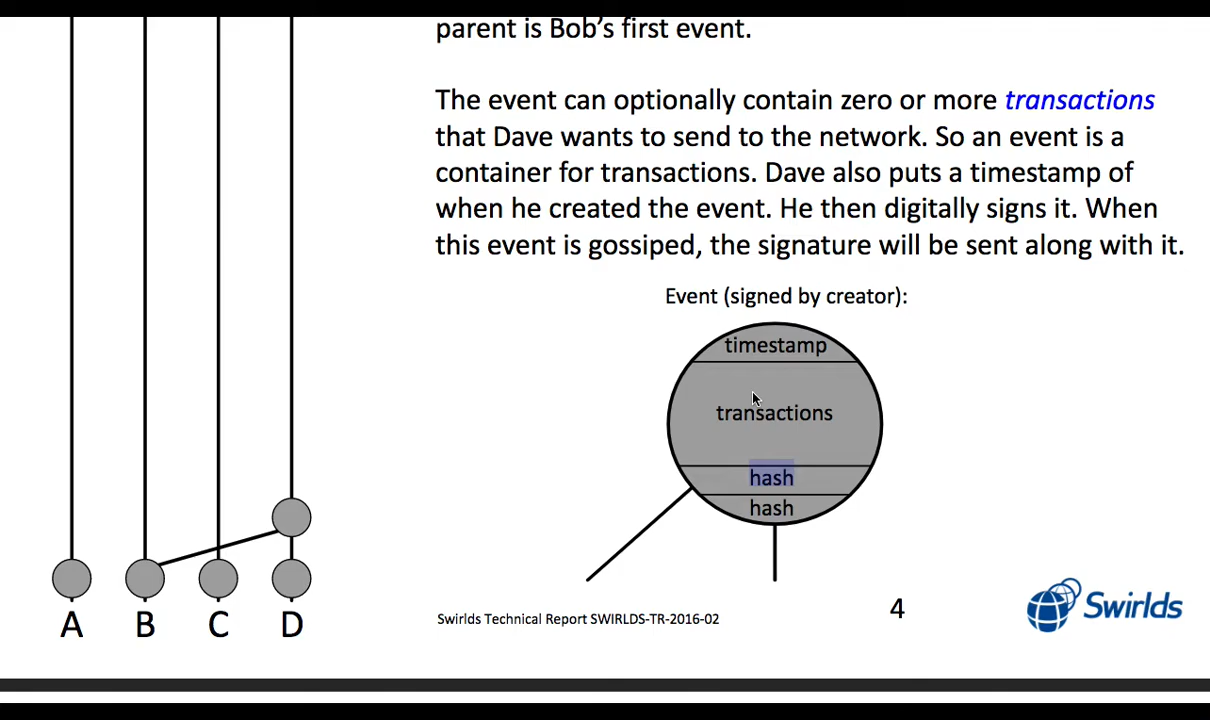 parent is Bob’s first event.
The event can optionally contain zero or more transactions
that Dave wants to send to the network. So an event is a
container for transactions. Dave also puts a timestamp of
when he created the event. He then digitally signs it. When
this event is gossiped, the signature will be sent along with it.
Event (signed by creator):
timestamp
transactions
hash
hash
A B C D
Swirlds Technical Report SWIRLDS-TR-2016-02
4
Swirlds